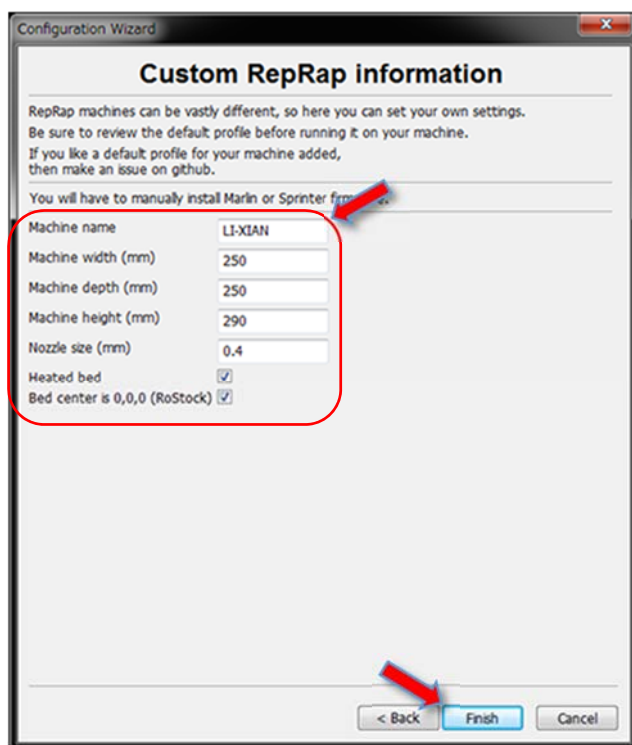 Configuration Wizard
Custom RepRap information
RepRap machines can be vastly different, so here you can set your own settings.
Be sure to review the default profile before running it on your machine.
If you like a default profile for your machine added,
then make an issue on github.
You will have to manually install Marlin or Sprinter
Machine name LI-XIAN
Machine width (mm) 250
Machine depth (mm) 250
Machine height (mm) 290
Nozzle size (mm) 0.4
Heated bed
Bed center is 0,0,0 (RoStock)
< Back Finish Cancel